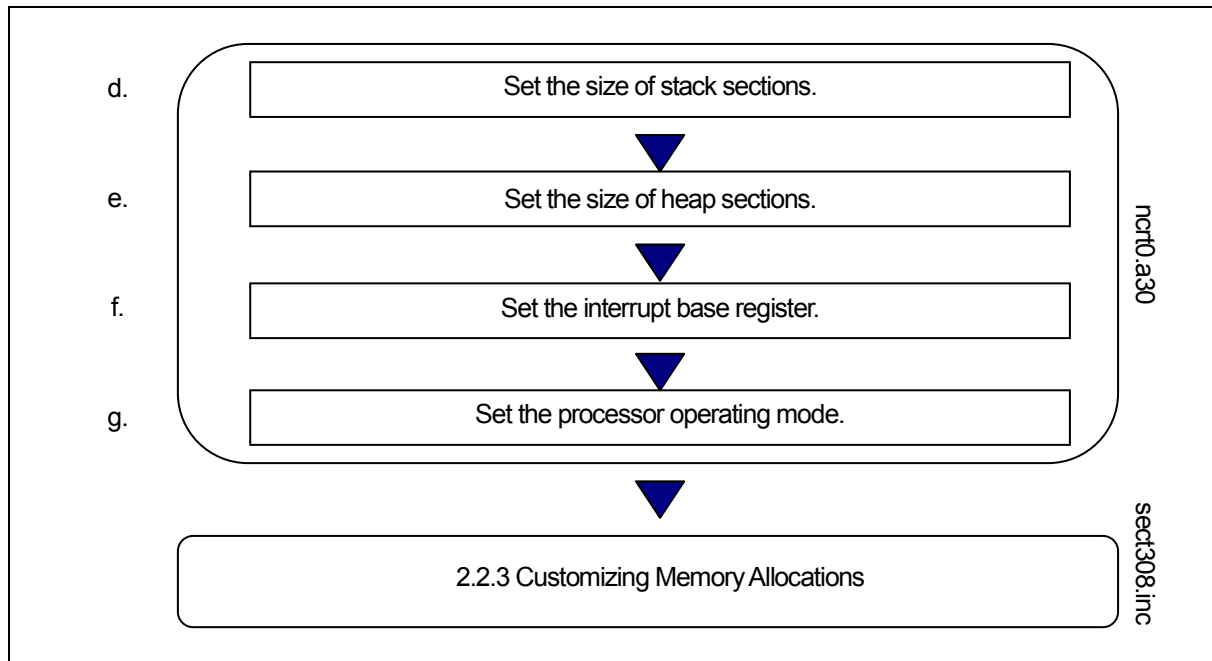 d.
Set the size of stack sections.
e.
Set the size of heap sections.
f.
Set the interrupt base register.
g.
Set the processor operating mode.
ncrt0.a30
2.2.3 Customizing Memory Allocations
sect308.inc